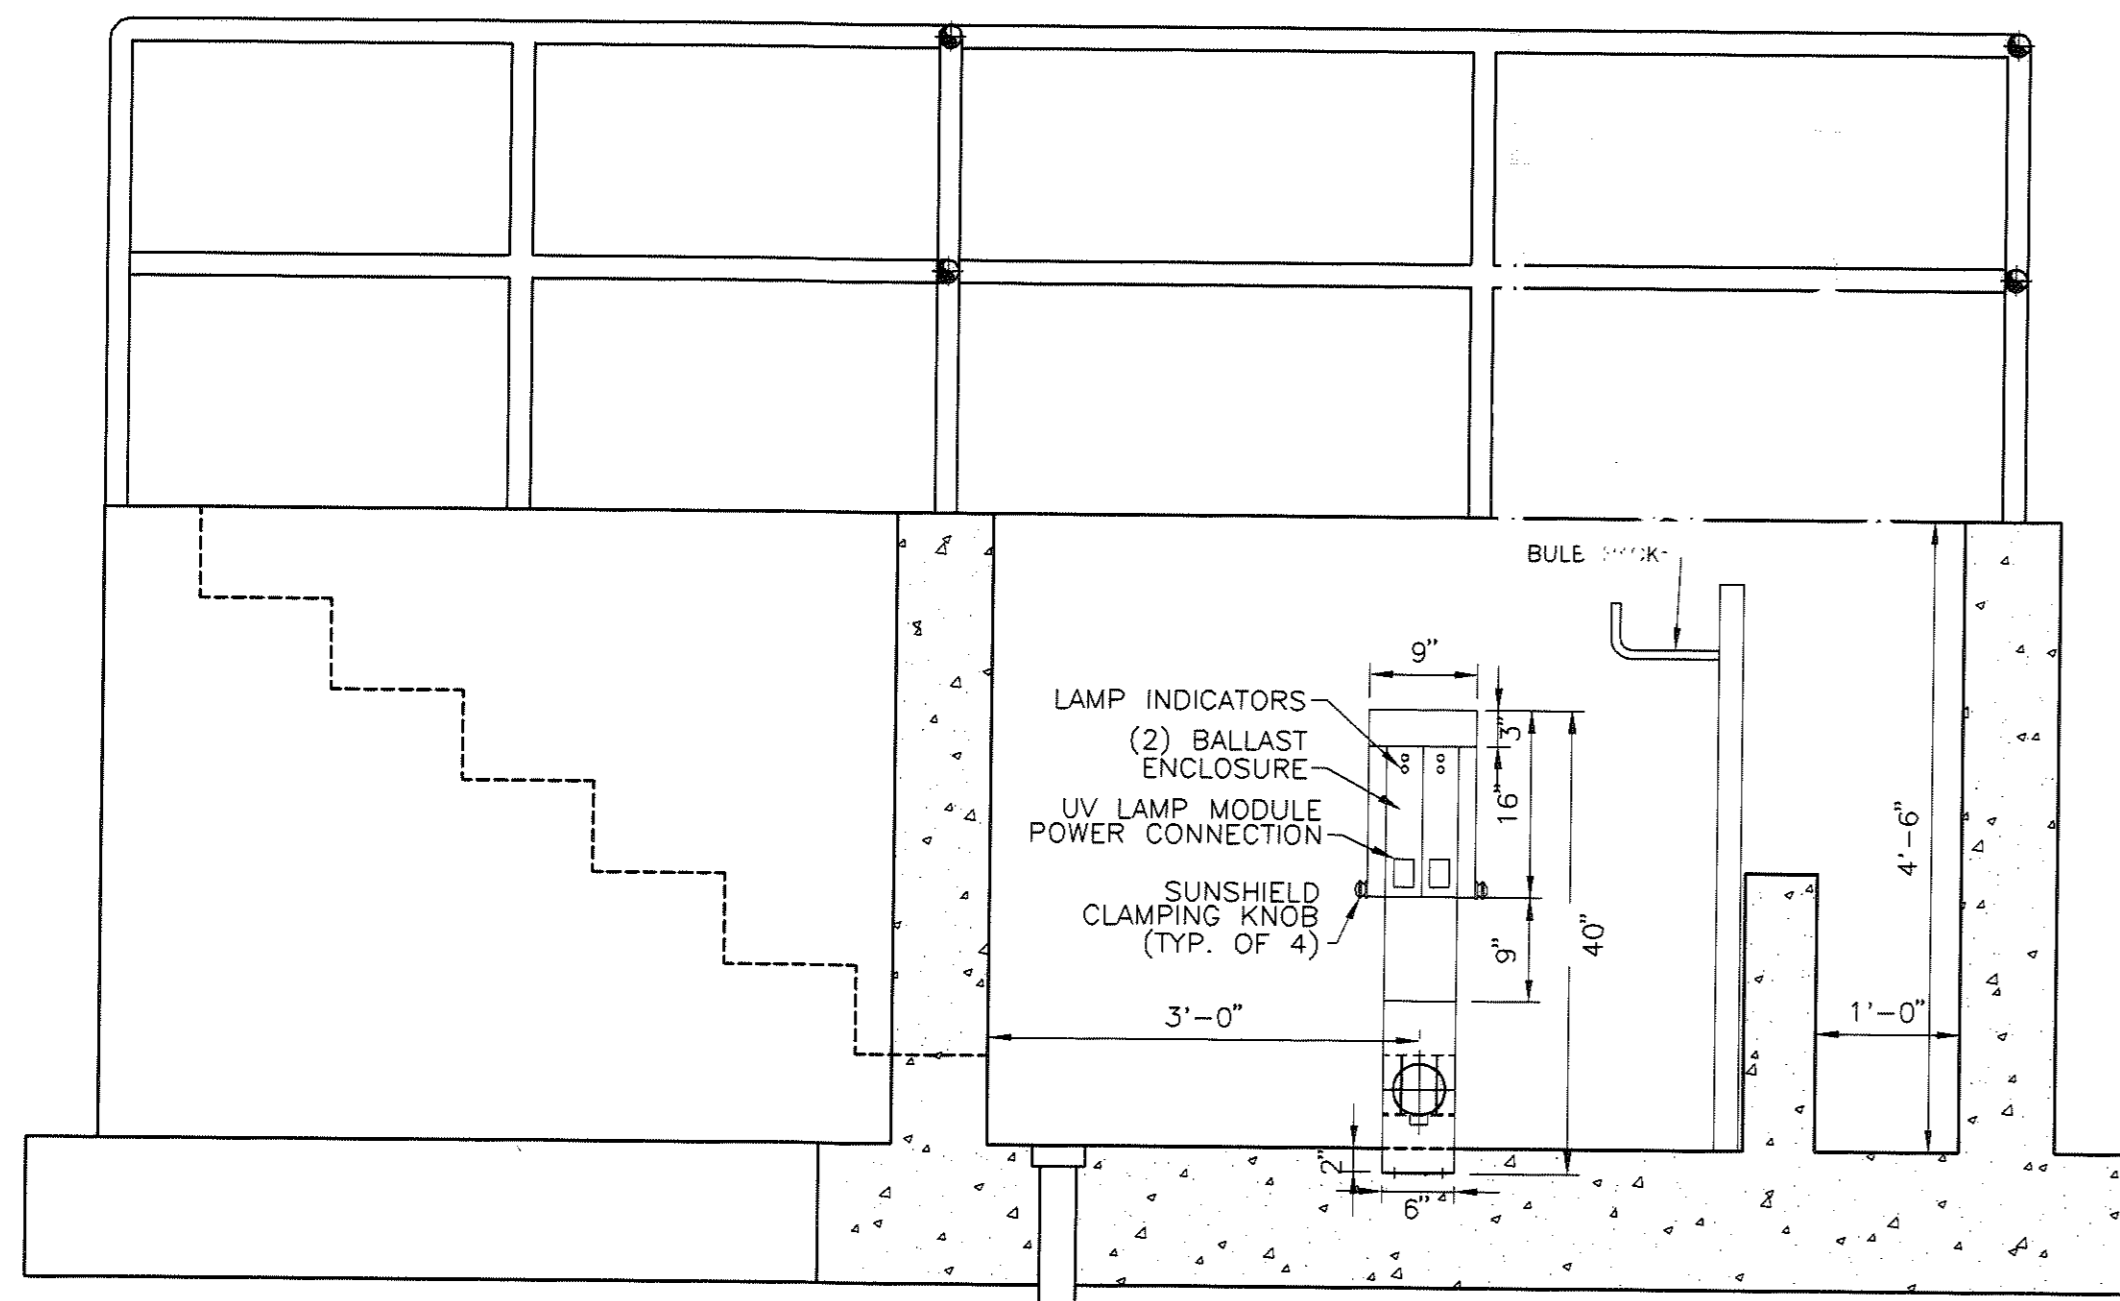 BULE
9"
LAMP INDICATORS
(2) BALLAST
ENCLOSURE
UV LAMP MODULE
POWER CONNECTION
SUNSHIELD
CLAMPING KNOB
(TYP. OF 4)
3"
16"
9"
40"
4'-6"
3'-0"
1'-0"
2"
6"